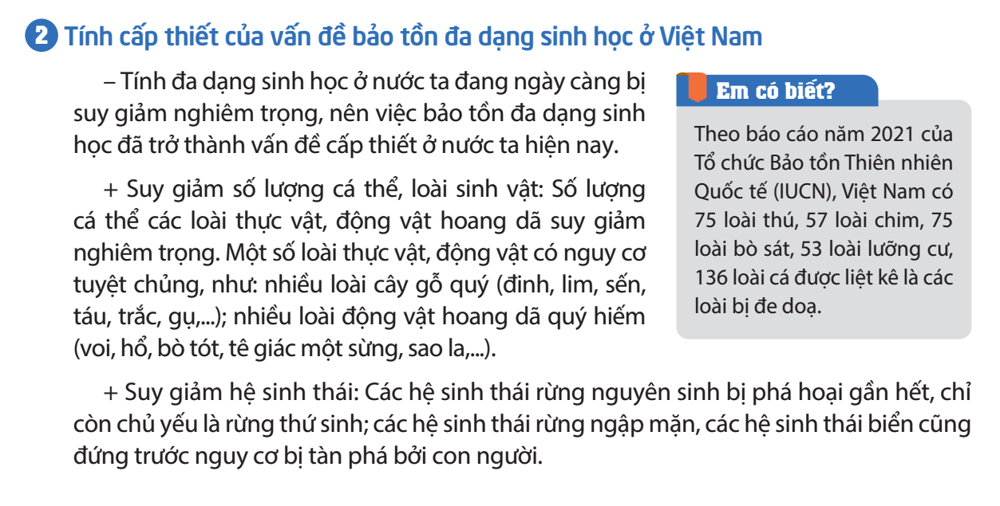 2 Tính cấp thiết của vấn đề bảo tồn đa dạng sinh học ở Việt Nam
– Tính đa dạng sinh học ở nước ta đang ngày càng bị
suy giảm nghiêm trọng, nên việc bảo tồn đa dạng sinh
học đã trở thành vấn đề cấp thiết ở nước ta hiện nay.
+ Suy giảm số lượng cá thể, loài sinh vật: Số lượng
cá thể các loài thực vật, động vật hoang dã suy giảm
nghiêm trọng. Một số loài thực vật, động vật có nguy cơ
tuyệt chủng, như: nhiều loài cây gỗ quý (đinh, lim, sến,
táu, trắc, gụ,...); nhiều loài động vật hoang dã quý hiếm
(voi, hổ, bò tót, tê giác một sừng, sao la,...).
Em có biết?
Theo báo cáo năm 2021 của
Tổ chức Bảo tồn Thiên nhiên
Quốc tế (IUCN), Việt Nam có
75 loài thú, 57 loài chim, 75
loài bò sát, 53 loài lưỡng cư,
136 loài cá được liệt kê là các
loài bị đe doạ.
+ Suy giảm hệ sinh thái: Các hệ sinh thái rừng nguyên sinh bị phá hoại gần hết, chỉ
còn chủ yếu là rừng thứ sinh; các hệ sinh thái rừng ngập mặn, các hệ sinh thái biển cũng
đứng trước nguy cơ bị tàn phá bởi con người.